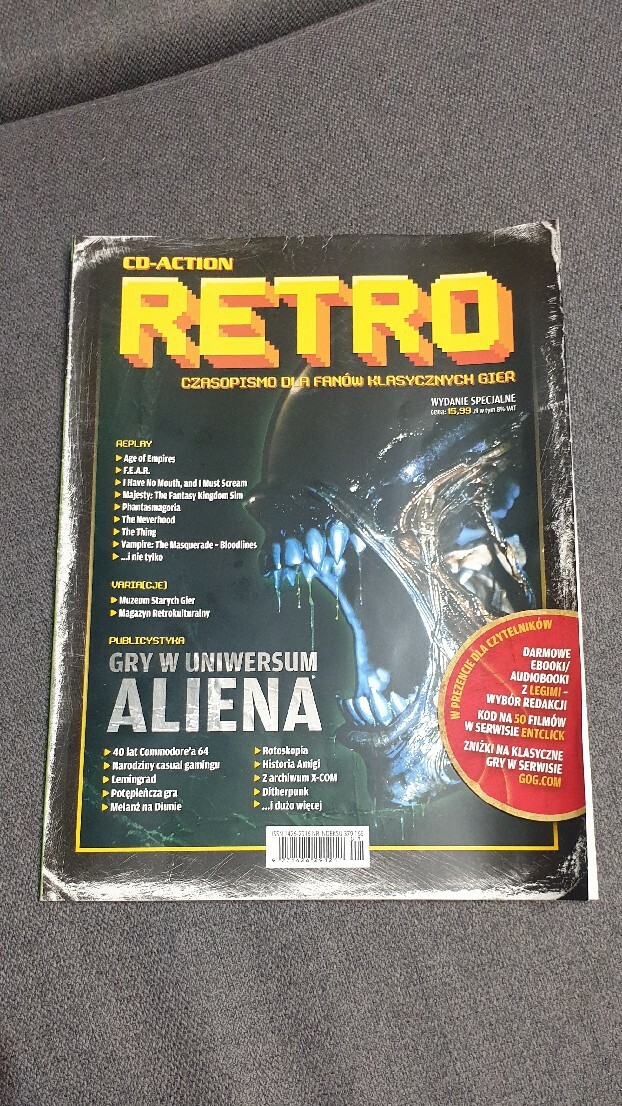 CD-ACTION
RETRO
CZASOPISMO DLA FANÓW KLASYCZNYCH GIER
WYDANIE SPECJALNE
CENA: 15,99 zł w tym 8% VAT
REPLAY
Age of Empires
F.E.A.R.
I Have No Mouth, and I Must Scream
Majesty: The Fantasy Kingdom Sim
Phantasmagoria
The Neverhood
The Thing
Vampire: The Masquerade – Bloodlines
...i nie tylko
VARIA(CJE)
Muzeum Starych Gier
Magazyn Retrokulturalny
PUBLICYSTYKA
GRY W UNIWERSUM
ALIENA
40 lat Commodore'a 64
Narodziny casual gamingu
Lemingrad
Potępieńcza gra
Melanż na Diunie
Rotoskopia
Historia Amigi
Z archiwum X-COM
Ditherpunk
...i dużo więcej
W PREZENCIE DLA CZYTELNIKÓW
DARMOWE
EBOOKI/
AUDIOBOOKI
Z LEGIMI –
WYBÓR REDAKCJI
KOD NA 50 FILMÓW
W SERWISIE ENTCLICK
ZNIŻKI NA KLASYCZNE
GRY W SERWISIE
GOG.COM